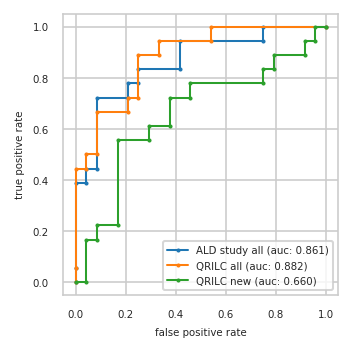 true positive rate
1.0
0.8
0.6
0.4
0.2
0.0
ALD study all (auc: 0.861)
QRILC all (auc: 0.882)
QRILC new (auc: 0.660)
0.0 0.2 0.4 0.6 0.8 1.0
false positive rate